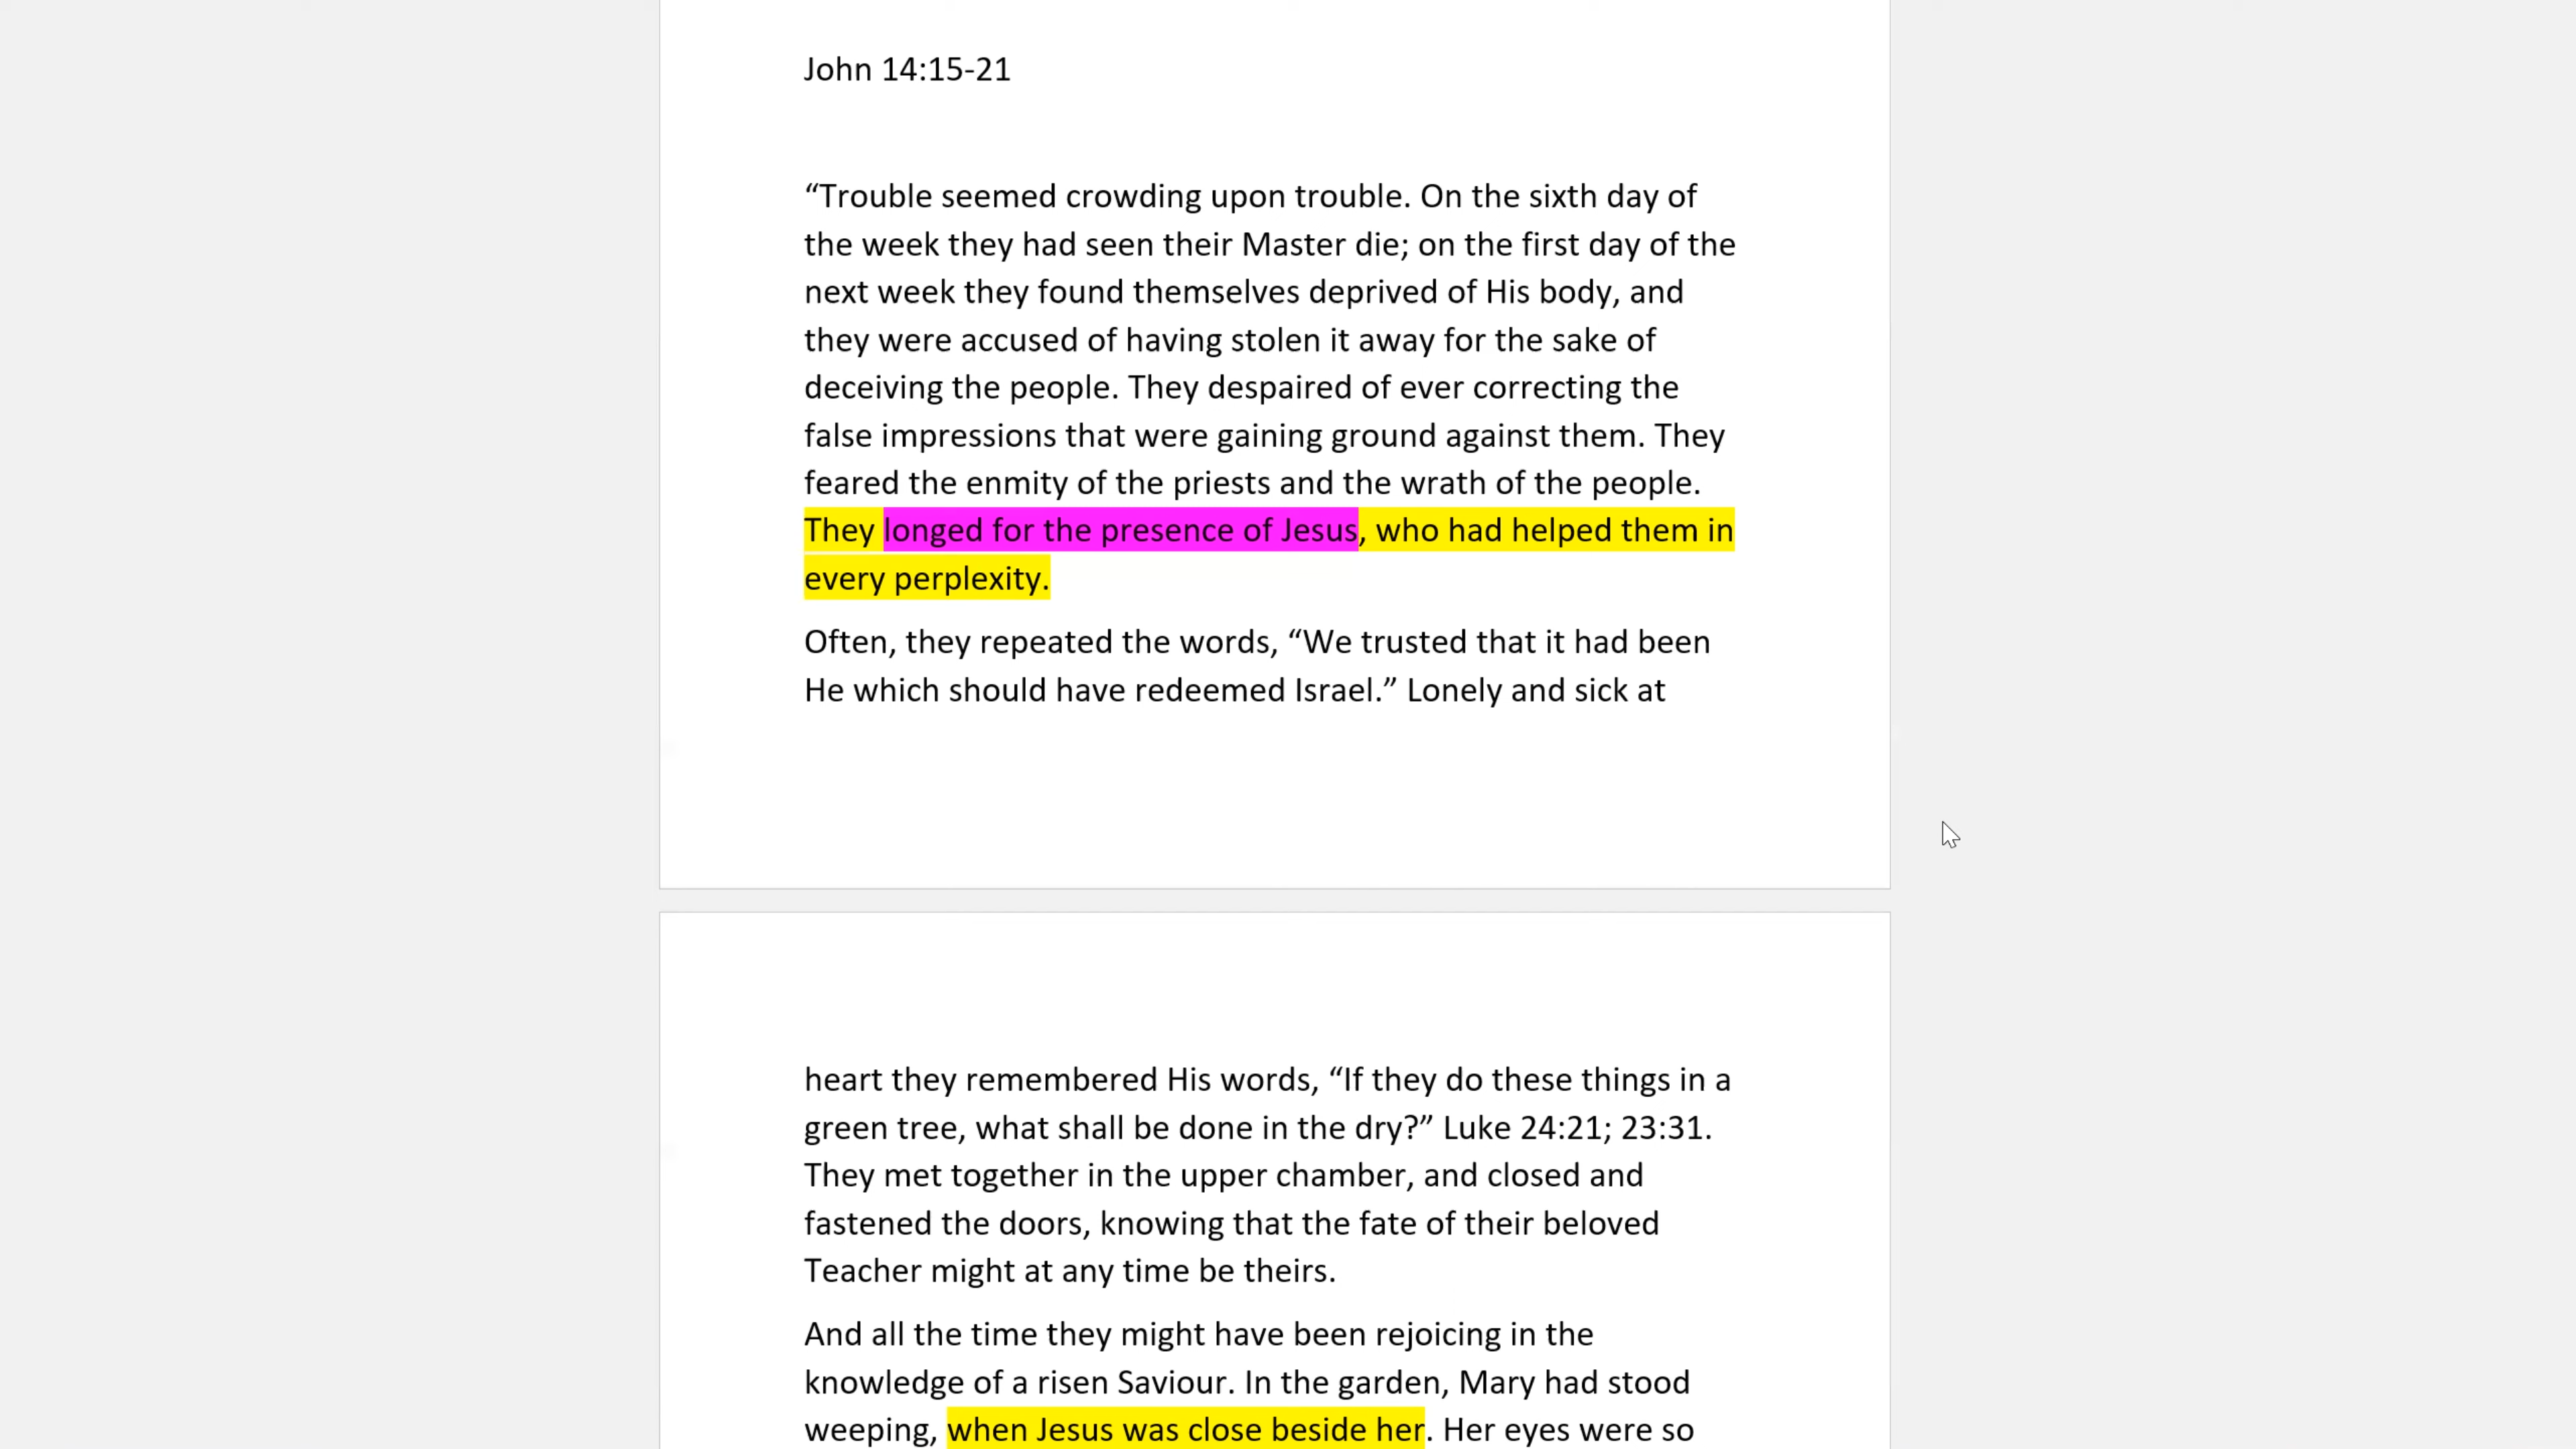 John 14:15-21
“Trouble seemed crowding upon trouble. On the sixth day of
the week they had seen their Master die; on the first day of the
next week they found themselves deprived of His body, and
they were accused of having stolen it away for the sake of
deceiving the people. They despaired of ever correcting the
false impressions that were gaining ground against them. They
feared the enmity of the priests and the wrath of the people.
They longed for the presence of Jesus, who had helped them in
every perplexity.
Often, they repeated the words, “We trusted that it had been
He which should have redeemed Israel.” Lonely and sick at
heart they remembered His words, “If they do these things in a
green tree, what shall be done in the dry?” Luke 24:21; 23:31.
They met together in the upper chamber, and closed and
fastened the doors, knowing that the fate of their beloved
Teacher might at any time be theirs.
And all the time they might have been rejoicing in the
knowledge of a risen Saviour. In the garden, Mary had stood
weeping, when Jesus was close beside her. Her eyes were so